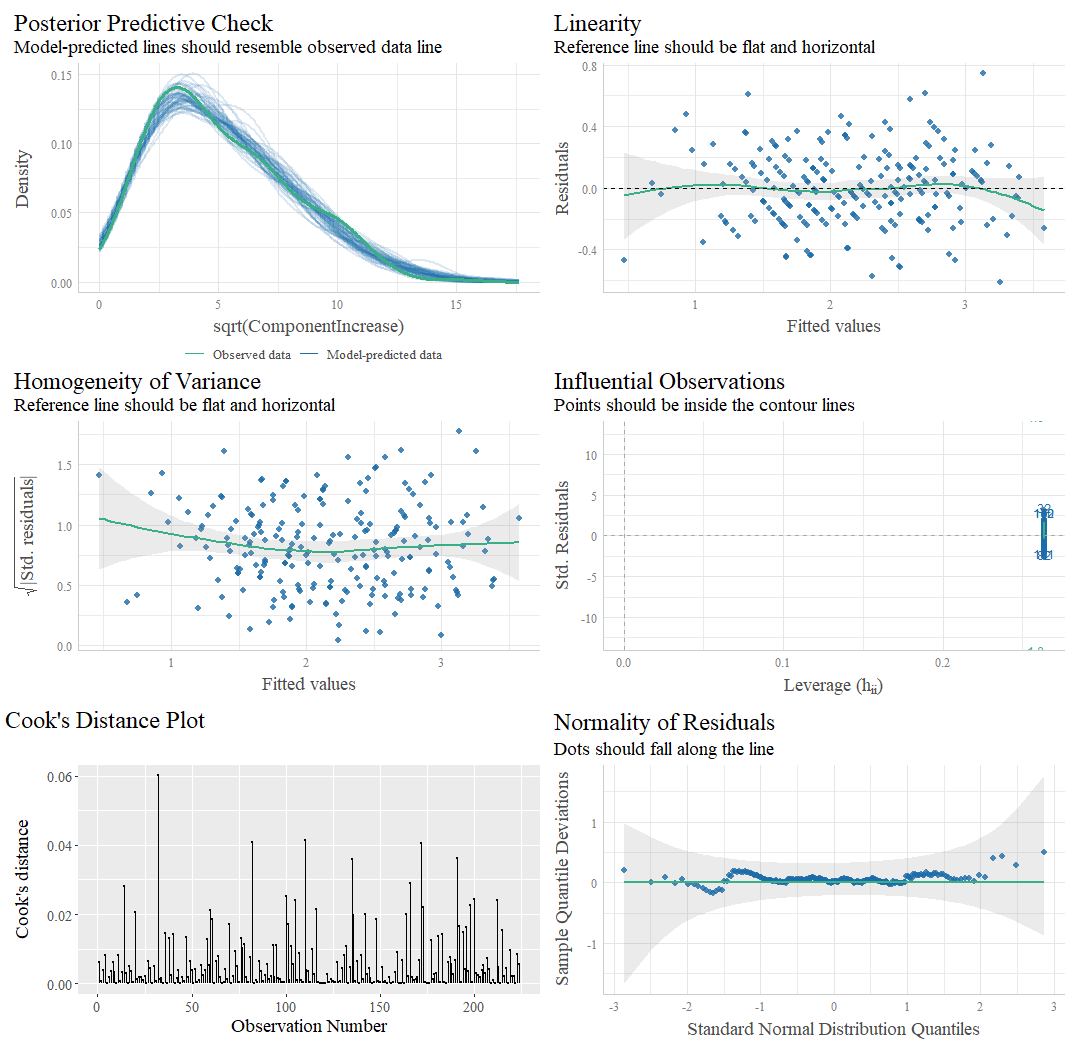 Posterior Predictive Check
Model-predicted lines should resemble observed data line
Density
0.15
0.10
0.05
0.00
0
5
10
15
sqrt(ComponentIncrease)
Observed data
Model-predicted data
Linearity
Reference line should be flat and horizontal
Residuals
0.8
0.4
0.0
-0.4
1
2
3
Fitted values
Homogeneity of Variance
Reference line should be flat and horizontal
√|Std. residuals|
1.5
1.0
0.5
0.0
1
2
3
Fitted values
Influential Observations
Points should be inside the contour lines
Std. Residuals
10
5
0
-5
-10
0.0
0.1
0.2
Leverage (hii)
Cook's Distance Plot
Cook's distance
0.06
0.04
0.02
0.00
0
50
100
150
200
Observation Number
Normality of Residuals
Dots should fall along the line
Sample Quantile Deviations
1
0
-1
-3
-2
-1
0
1
2
3
Standard Normal Distribution Quantiles